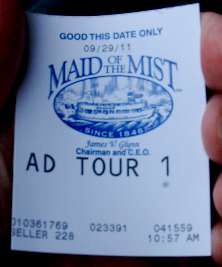 GOOD THIS DATE ONLY
09/29/11
MAID OF THE MIST
SINCE 1846
James V. Glynn
Chairman and C.E.O.
AD TOUR 1
010361769 023391 041559
SELLER 228 10:57 AM